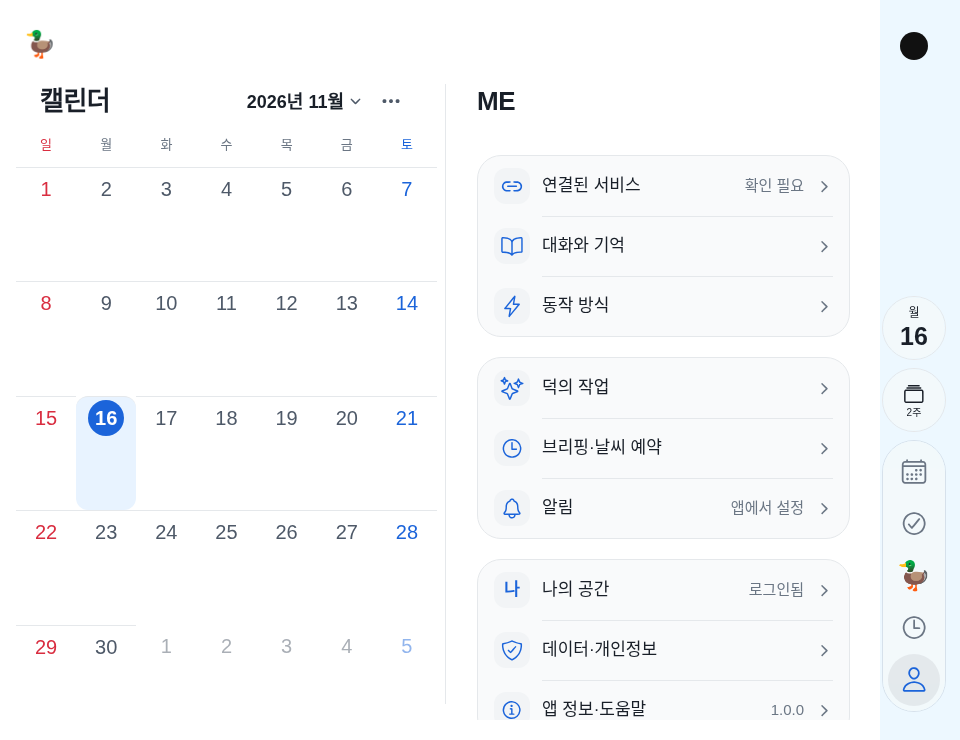 캘린더
2026년 11월
일 월 화 수 목 금 토
1 2 3 4 5 6 7
8 9 10 11 12 13 14
15 16 17 18 19 20 21
22 23 24 25 26 27 28
29 30 1 2 3 4 5
ME
연결된 서비스 확인 필요
대화와 기억
동작 방식
덕의 작업
브리핑·날씨 예약
알림 앱에서 설정
나 나의 공간 로그인됨
데이터·개인정보
앱 정보·도움말 1.0.0
월
16
2주